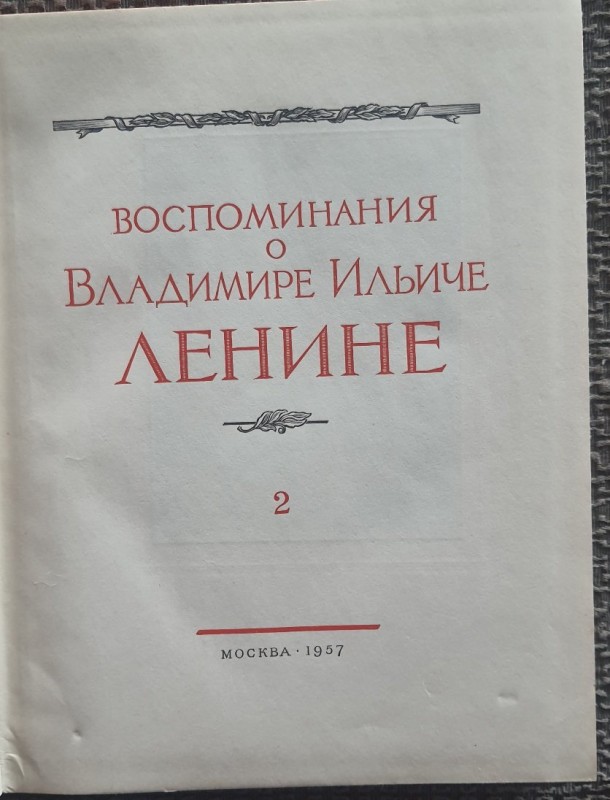 ВОСПОМИНАНИЯ
О
ВЛАДИМИРЕ ИЛЬИЧЕ
ЛЕНИНЕ
2
МОСКВА · 1957